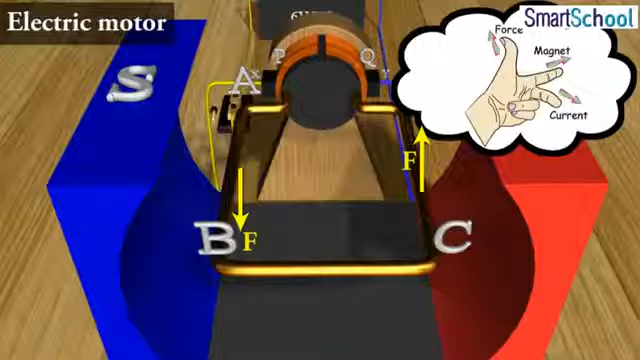 Electric motor
SmartSchool
Force
Magnet
Current
S
A
X
P
Q
Y
F
B
F
C